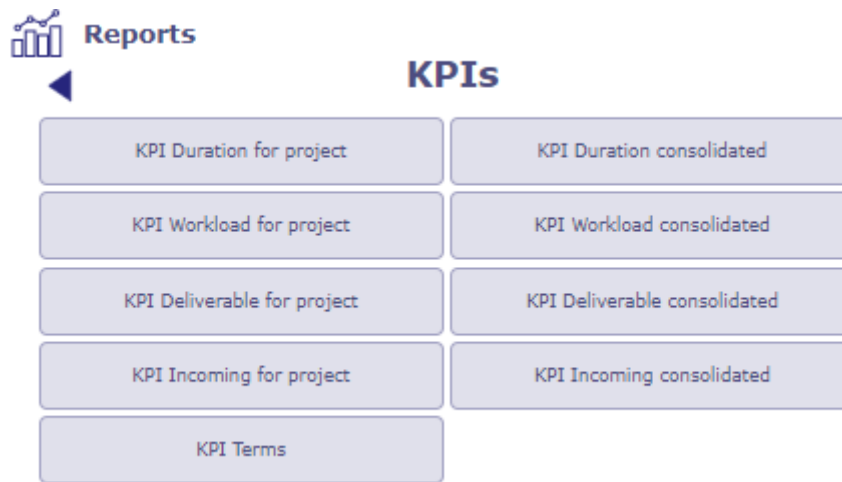 Reports
KPIs
KPI Duration for project
KPI Duration consolidated
KPI Workload for project
KPI Workload consolidated
KPI Deliverable for project
KPI Deliverable consolidated
KPI Incoming for project
KPI Incoming consolidated
KPI Terms